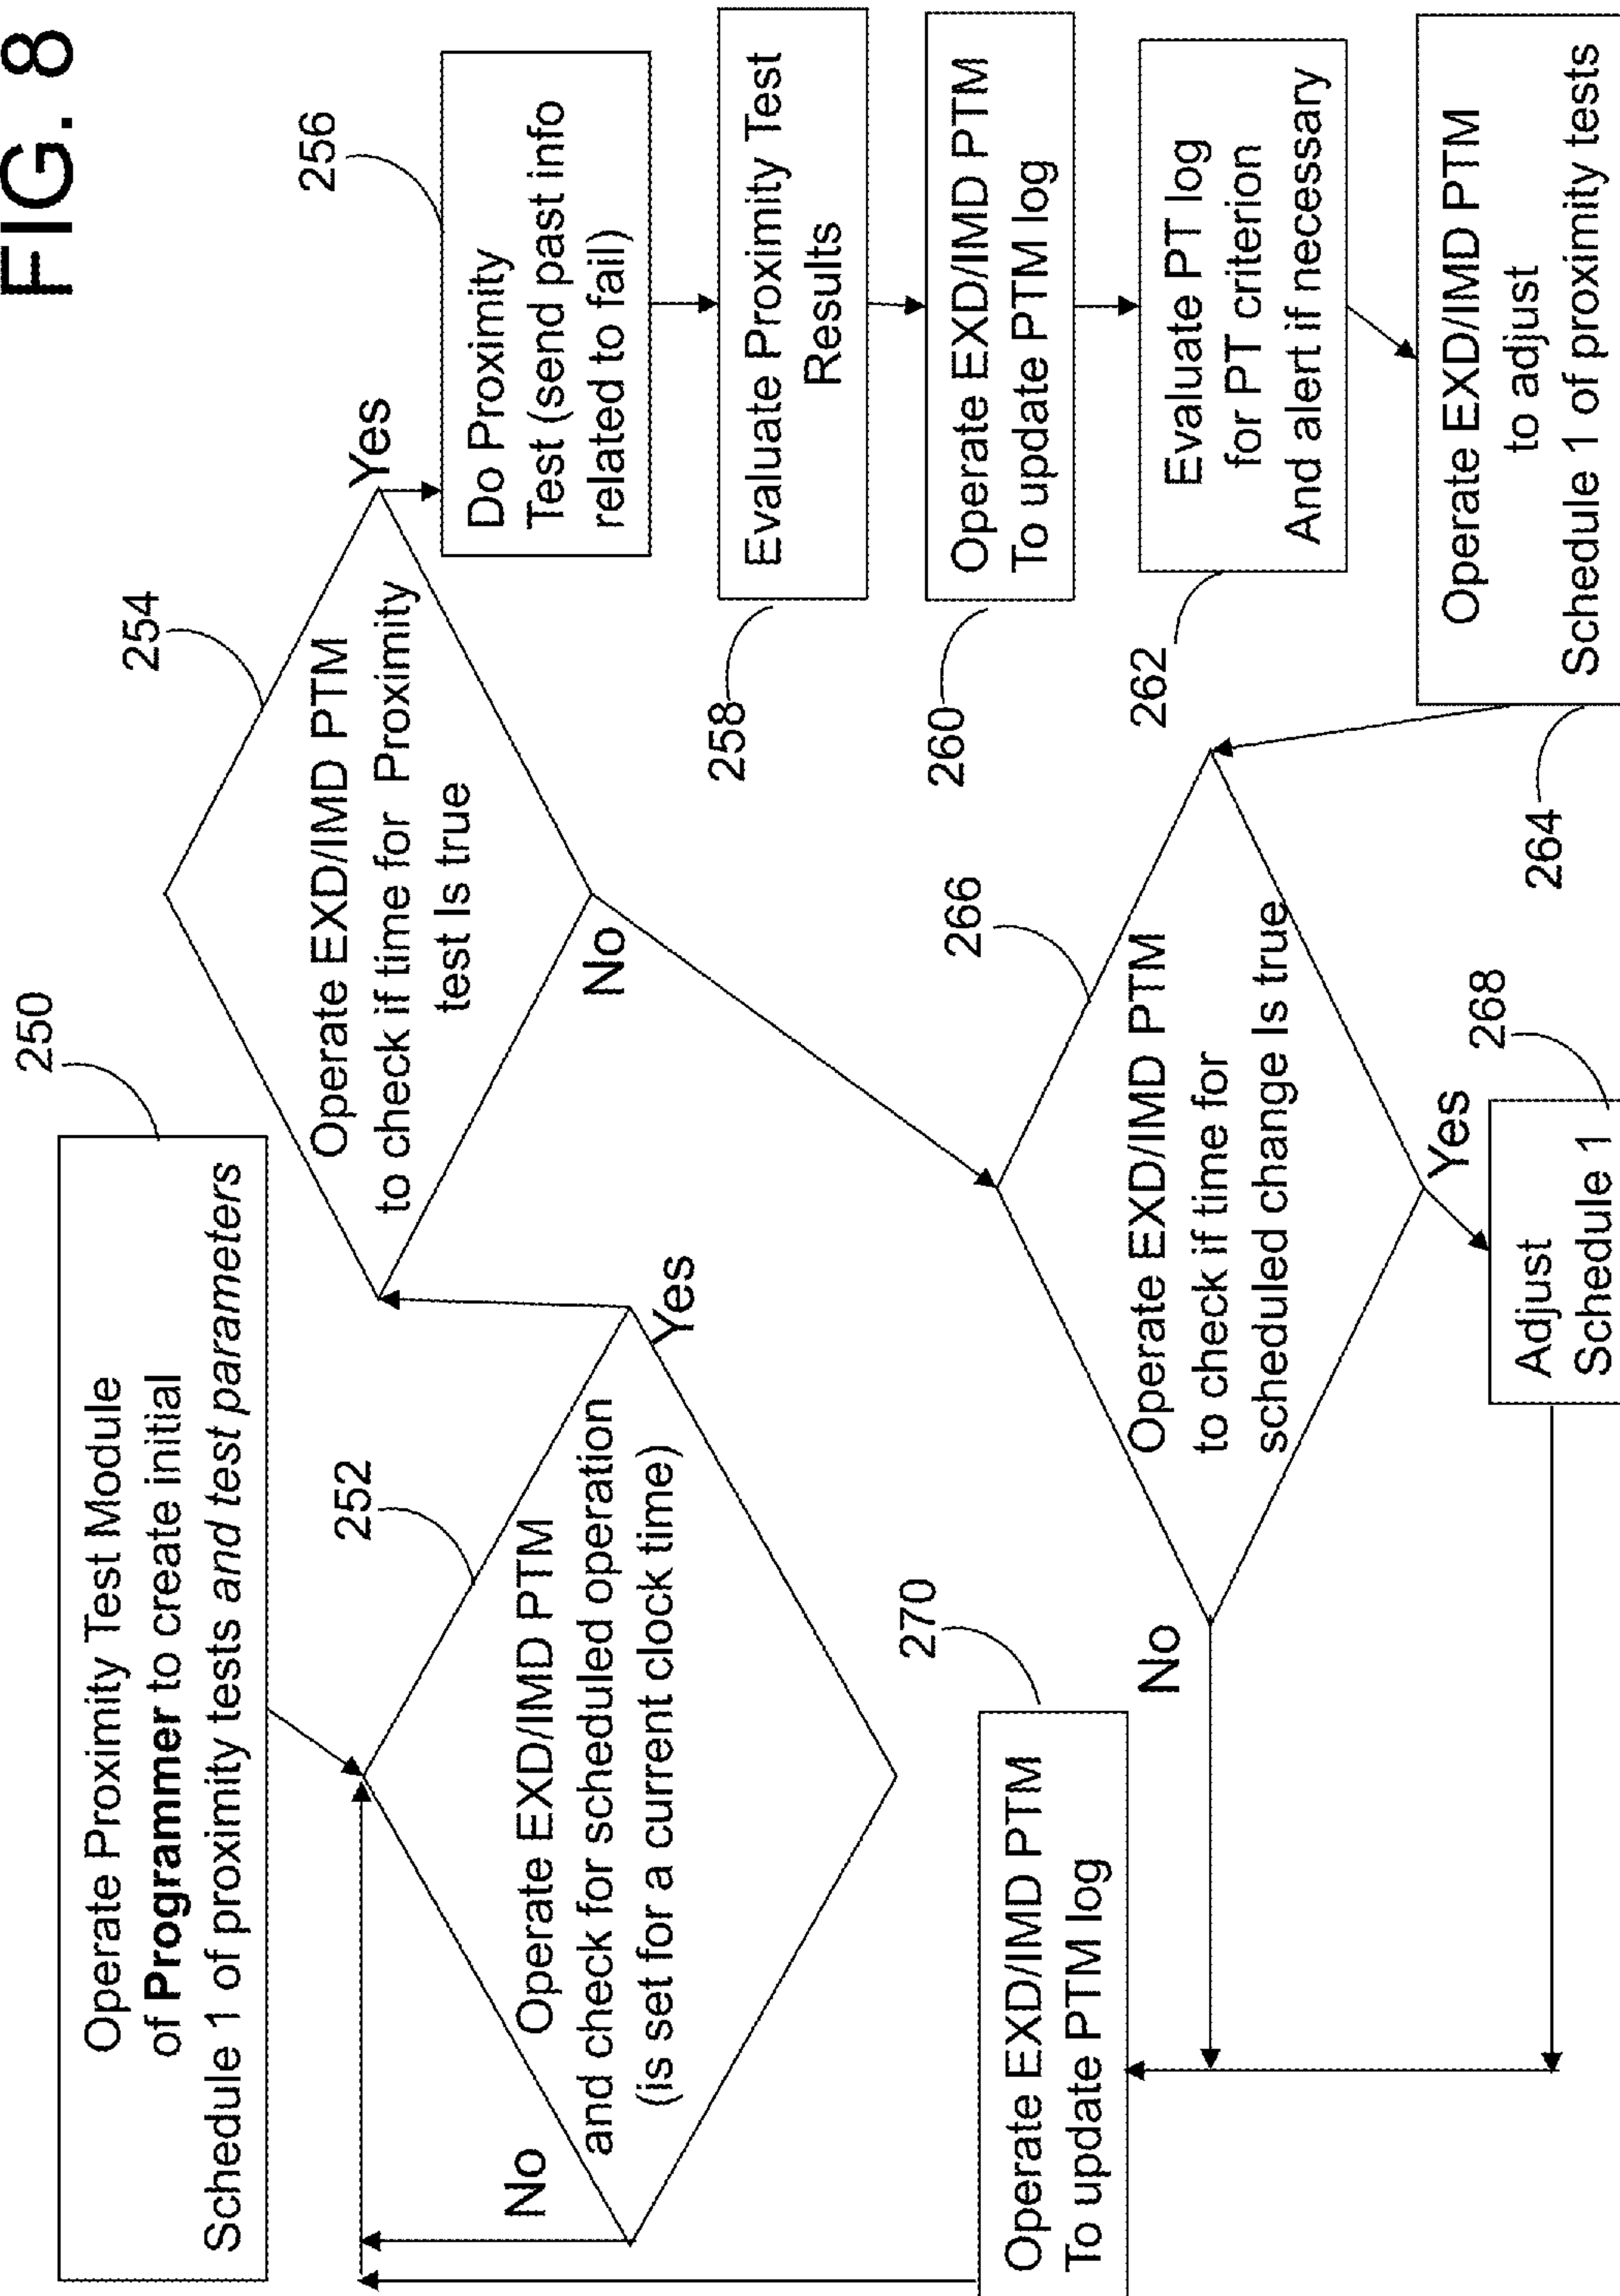 FIG. 8
250
Operate Proximity Test Module
of Programmer to create initial
Schedule 1 of proximity tests and test parameters
252
Operate EXD/IMD PTM
and check for scheduled operation
(is set for a current clock time)
No
Yes
254
Operate EXD/IMD PTM
to check if time for Proximity
test Is true
Yes
No
256
Do Proximity
Test (send past info
related to fail)
258
Evaluate Proximity Test
Results
260
Operate EXD/IMD PTM
To update PTM log
262
Evaluate PT log
for PT criterion
And alert if necessary
264
Operate EXD/IMD PTM
to adjust
Schedule 1 of proximity tests
266
Operate EXD/IMD PTM
to check if time for
scheduled change Is true
No
Yes
268
Adjust
Schedule 1
270
Operate EXD/IMD PTM
To update PTM log